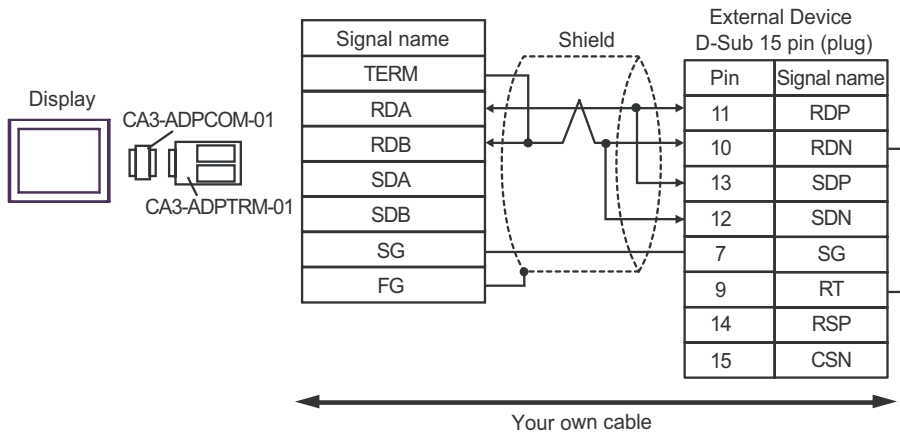 Display
CA3-ADPCOM-01
CA3-ADPTRM-01
Signal name
TERM
RDA
RDB
SDA
SDB
SG
FG
Shield
External Device
D-Sub 15 pin (plug)
Pin Signal name
11 RDP
10 RDN
13 SDP
12 SDN
7 SG
9 RT
14 RSP
15 CSN
Your own cable